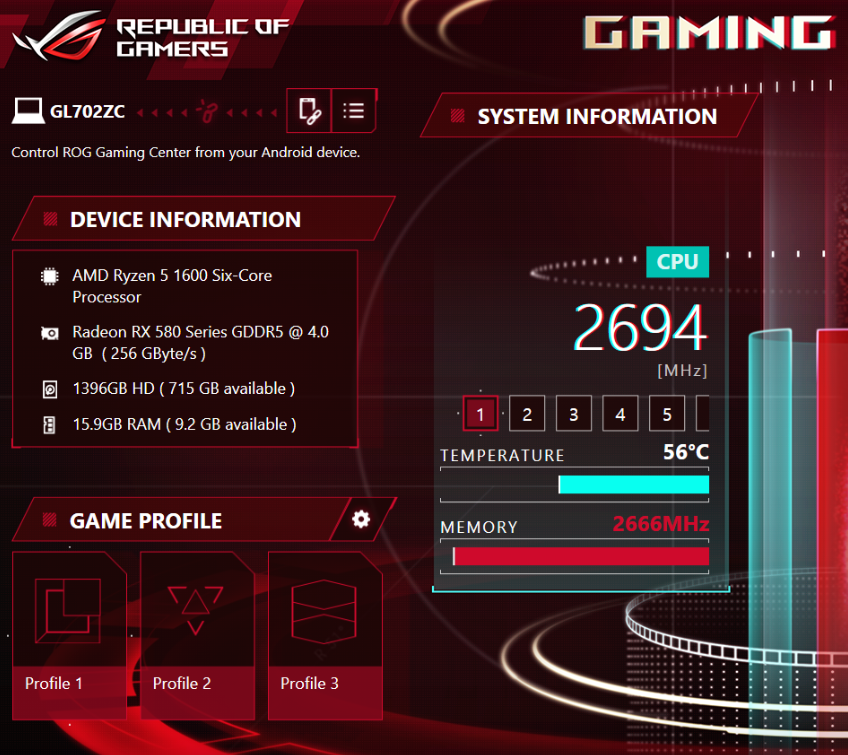 REPUBLIC OF
GAMERS
GAMING
GL702ZC
Control ROG Gaming Center from your Android device.
SYSTEM INFORMATION
DEVICE INFORMATION
AMD Ryzen 5 1600 Six-Core
Processor
Radeon RX 580 Series GDDR5 @ 4.0
GB ( 256 GByte/s )
1396GB HD ( 715 GB available )
15.9GB RAM ( 9.2 GB available )
CPU
2694
[MHz]
1 2 3 4 5
TEMPERATURE 56°C
MEMORY 2666MHz
GAME PROFILE
Profile 1 Profile 2 Profile 3